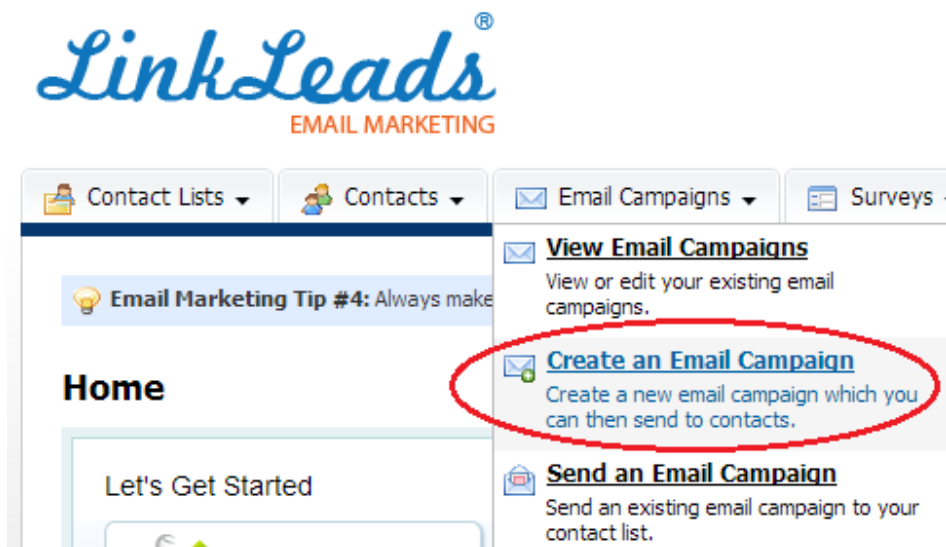 LinkLeads®
EMAIL MARKETING
Contact Lists
Contacts
Email Campaigns
Surveys
View Email Campaigns
View or edit your existing email
campaigns.
Email Marketing Tip #4: Always make
Create an Email Campaign
Create a new email campaign which you
can then send to contacts.
Home
Let's Get Started
Send an Email Campaign
Send an existing email campaign to your
contact list.